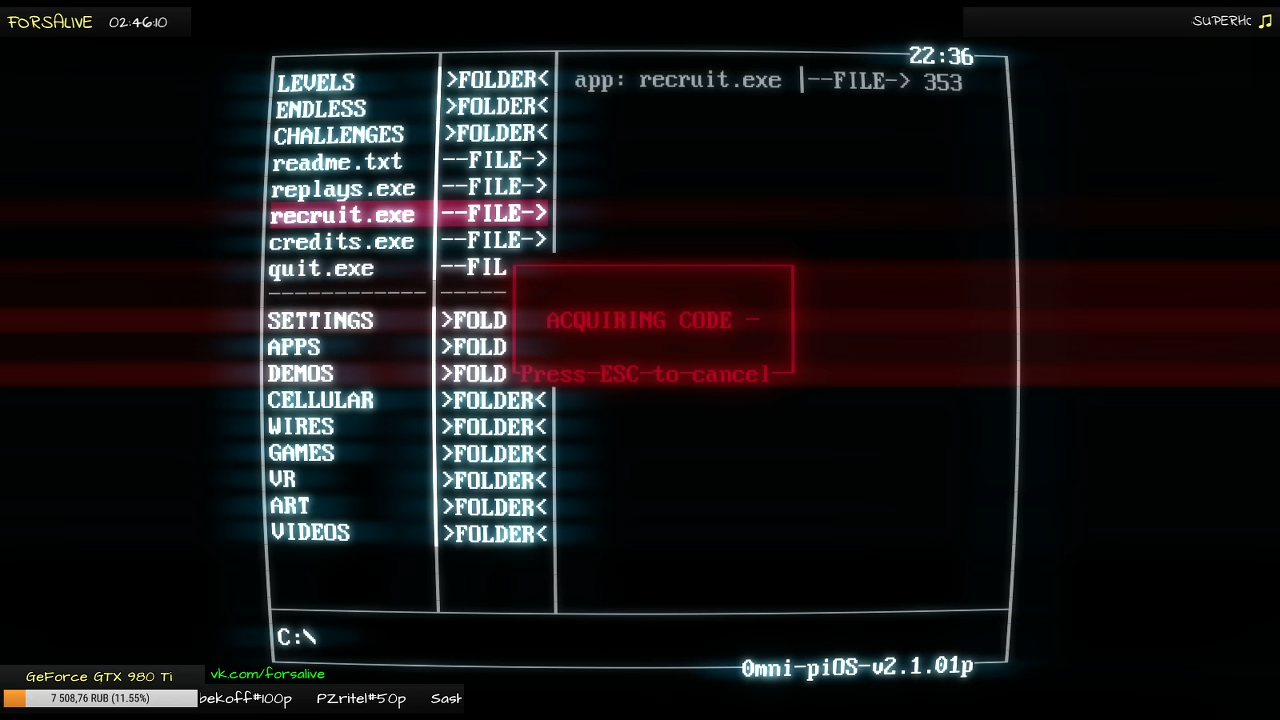 FORSALIVE 02:46:10
SUPERHC
22:36
LEVELS >FOLDER< app: recruit.exe |--FILE-> 353
ENDLESS >FOLDER<
CHALLENGES >FOLDER<
readme.txt --FILE->
replays.exe --FILE->
recruit.exe --FILE->
credits.exe --FILE->
quit.exe --FIL
------------ -----
SETTINGS >FOLD ACQUIRING CODE -
APPS >FOLD
DEMOS >FOLD Press ESC to cancel
CELLULAR >FOLDER<
WIRES >FOLDER<
GAMES >FOLDER<
VR >FOLDER<
ART >FOLDER<
VIDEOS >FOLDER<
C:\
Omni-piOS-v2.1.01p
GeForce GTX 980 Ti vk.com/forsalive
7 508,76 RUB (11.55%) bekoff#100p PZritel#50p Sash